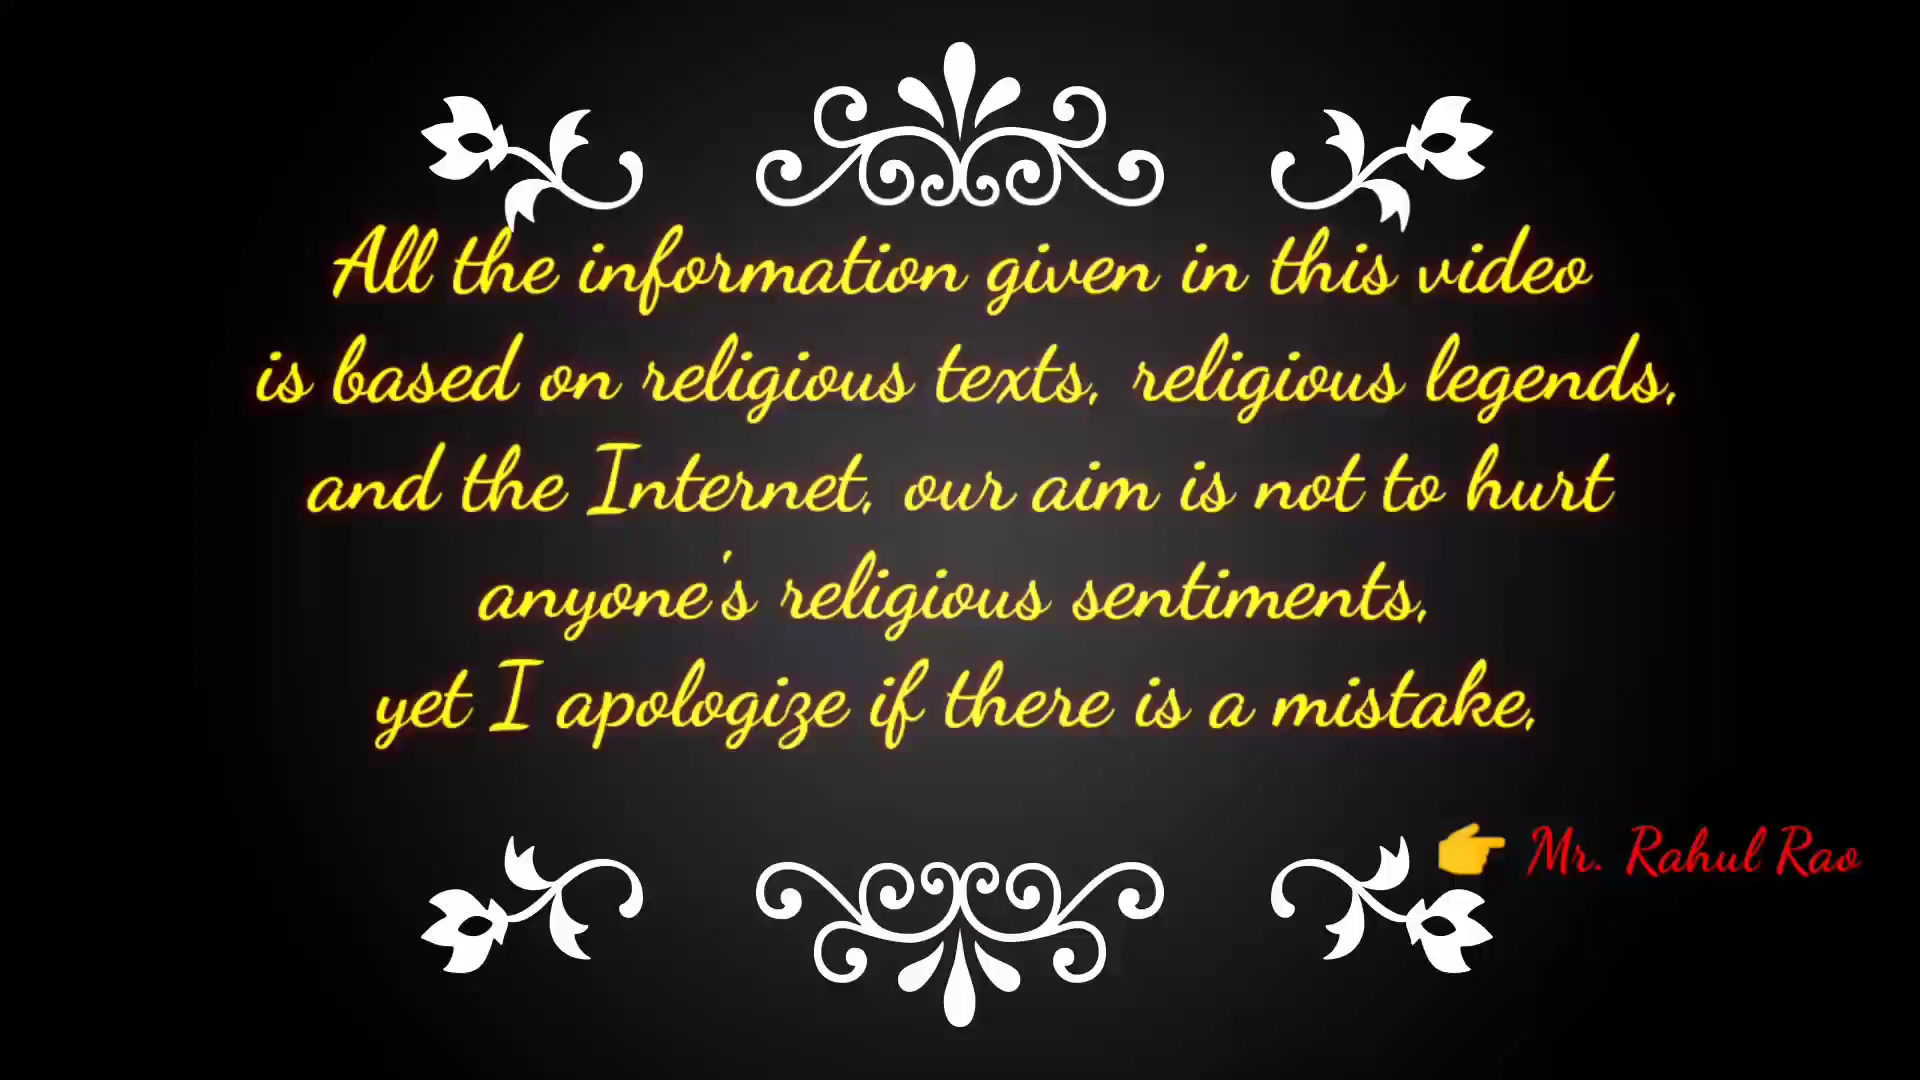 All the information given in this video
is based on religious texts, religious legends,
and the Internet, our aim is not to hurt
anyone's religious sentiments,
yet I apologize if there is a mistake,
👉 Mr. Rahul Rao